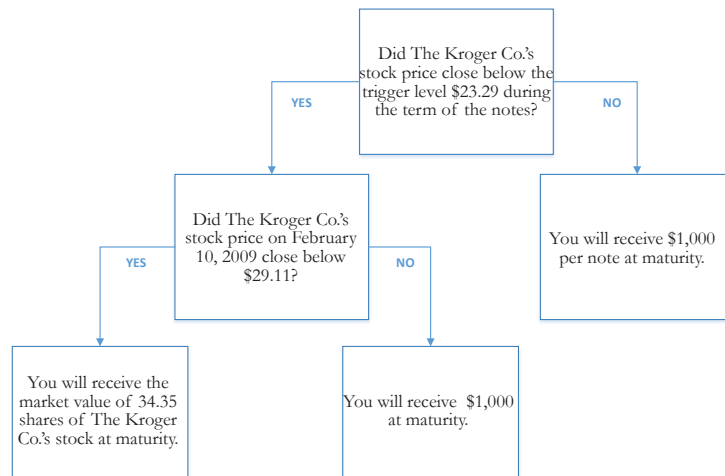 Did The Kroger Co.'s
stock price close below the
trigger level $23.29 during
the term of the notes?
YES
NO
Did The Kroger Co.'s
stock price on February
10, 2009 close below
$29.11?
You will receive $1,000
per note at maturity.
YES
NO
You will receive the
market value of 34.35
shares of The Kroger
Co.'s stock at maturity.
You will receive $1,000
at maturity.